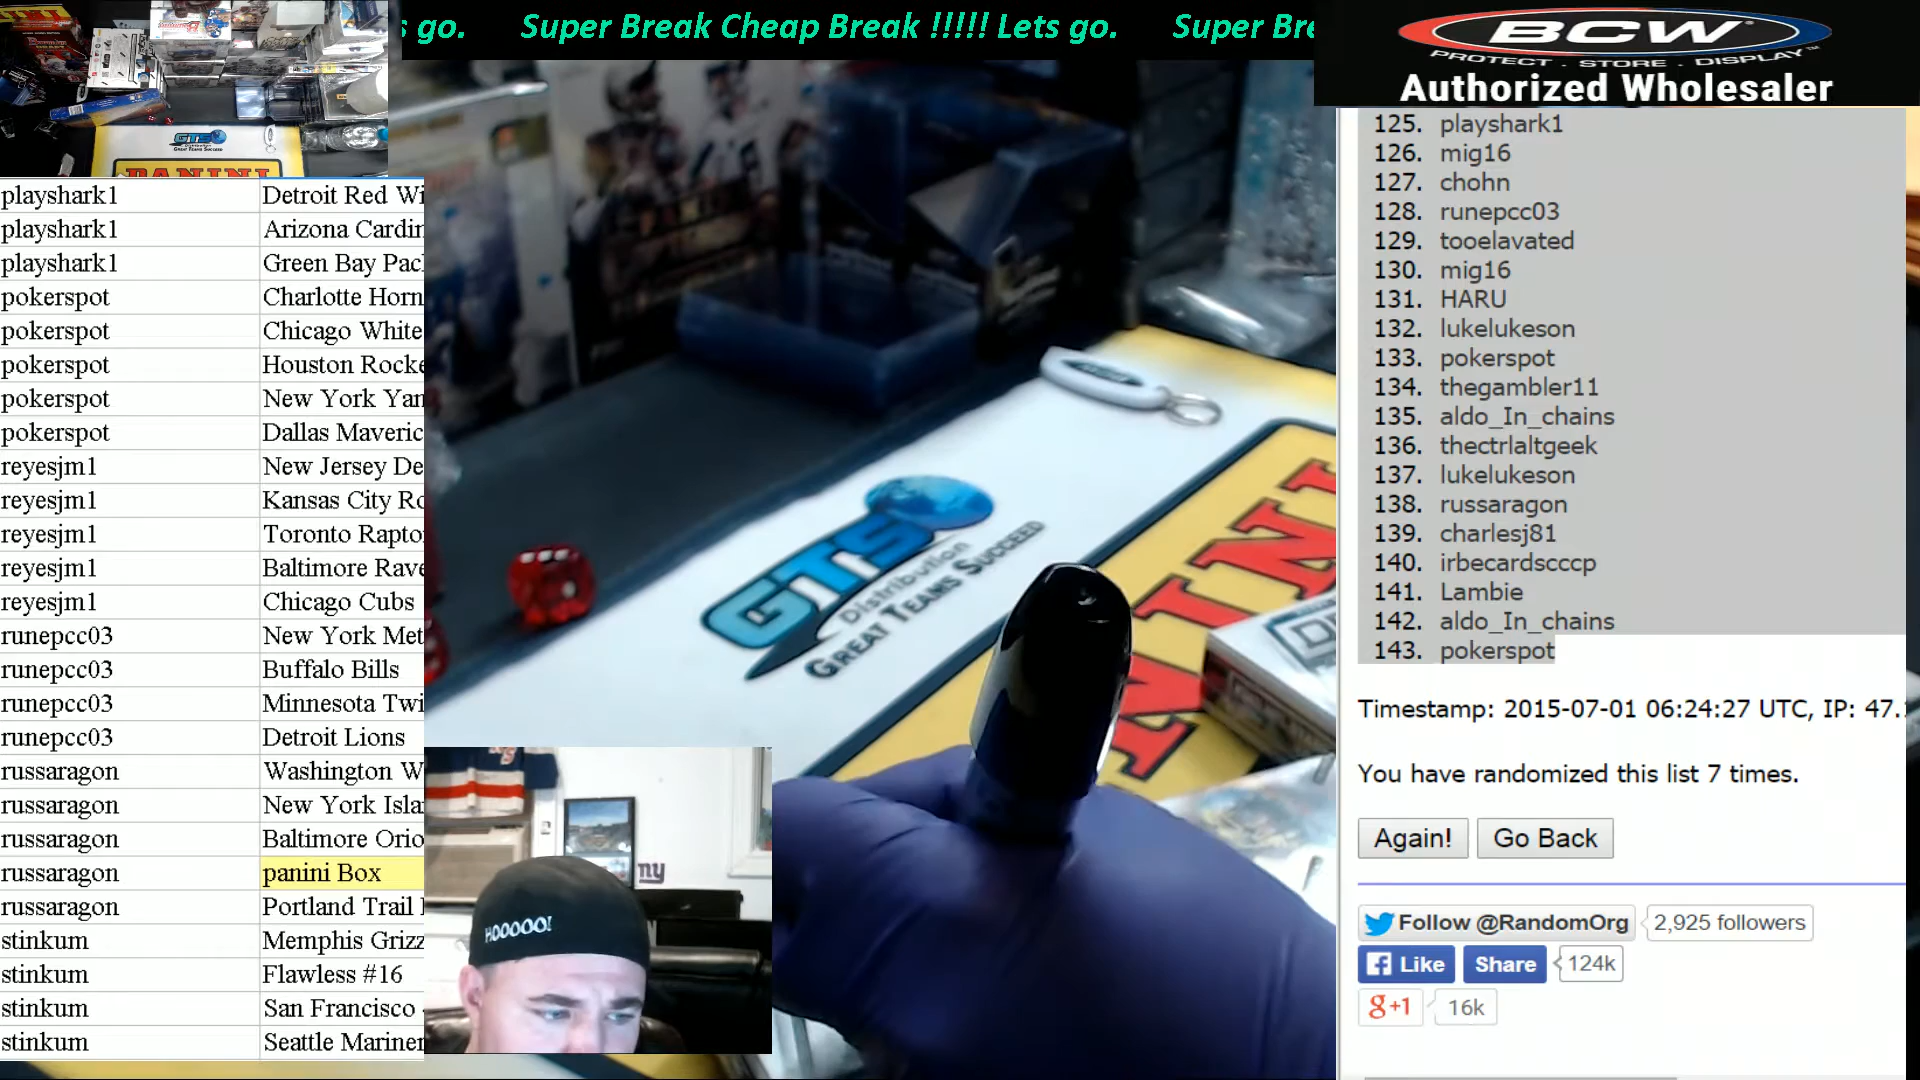 s go. Super Break Cheap Break !!!!! Lets go. Super Bre
BCW
PROTECT . STORE . DISPLAY™
Authorized Wholesaler
GTS
PANINI
playshark1 Detroit Red Wi
playshark1 Arizona Cardin
playshark1 Green Bay Pac
pokerspot Charlotte Horn
pokerspot Chicago White
pokerspot Houston Rocke
pokerspot New York Yan
pokerspot Dallas Maveric
reyesjm1 New Jersey De
reyesjm1 Kansas City Ro
reyesjm1 Toronto Rapto
reyesjm1 Baltimore Rave
reyesjm1 Chicago Cubs
runepcc03 New York Met
runepcc03 Buffalo Bills
runepcc03 Minnesota Twi
runepcc03 Detroit Lions
russaragon Washington W
russaragon New York Isla
russaragon Baltimore Orio
russaragon panini Box
russaragon Portland Trail
stinkum Memphis Grizz
stinkum Flawless #16
stinkum San Francisco
stinkum Seattle Mariner
GTS
Distribution
GREAT TEAMS SUCCEED
NINI
ny
HOOOOO!
125. playshark1
126. mig16
127. chohn
128. runepcc03
129. tooelavated
130. mig16
131. HARU
132. lukelukeson
133. pokerspot
134. thegambler11
135. aldo_In_chains
136. thectrlaltgeek
137. lukelukeson
138. russaragon
139. charlesj81
140. irbecardscccp
141. Lambie
142. aldo_In_chains
143. pokerspot
Timestamp: 2015-07-01 06:24:27 UTC, IP: 47.
You have randomized this list 7 times.
Again! Go Back
Follow @RandomOrg 2,925 followers
Like Share 124k
g+1 16k